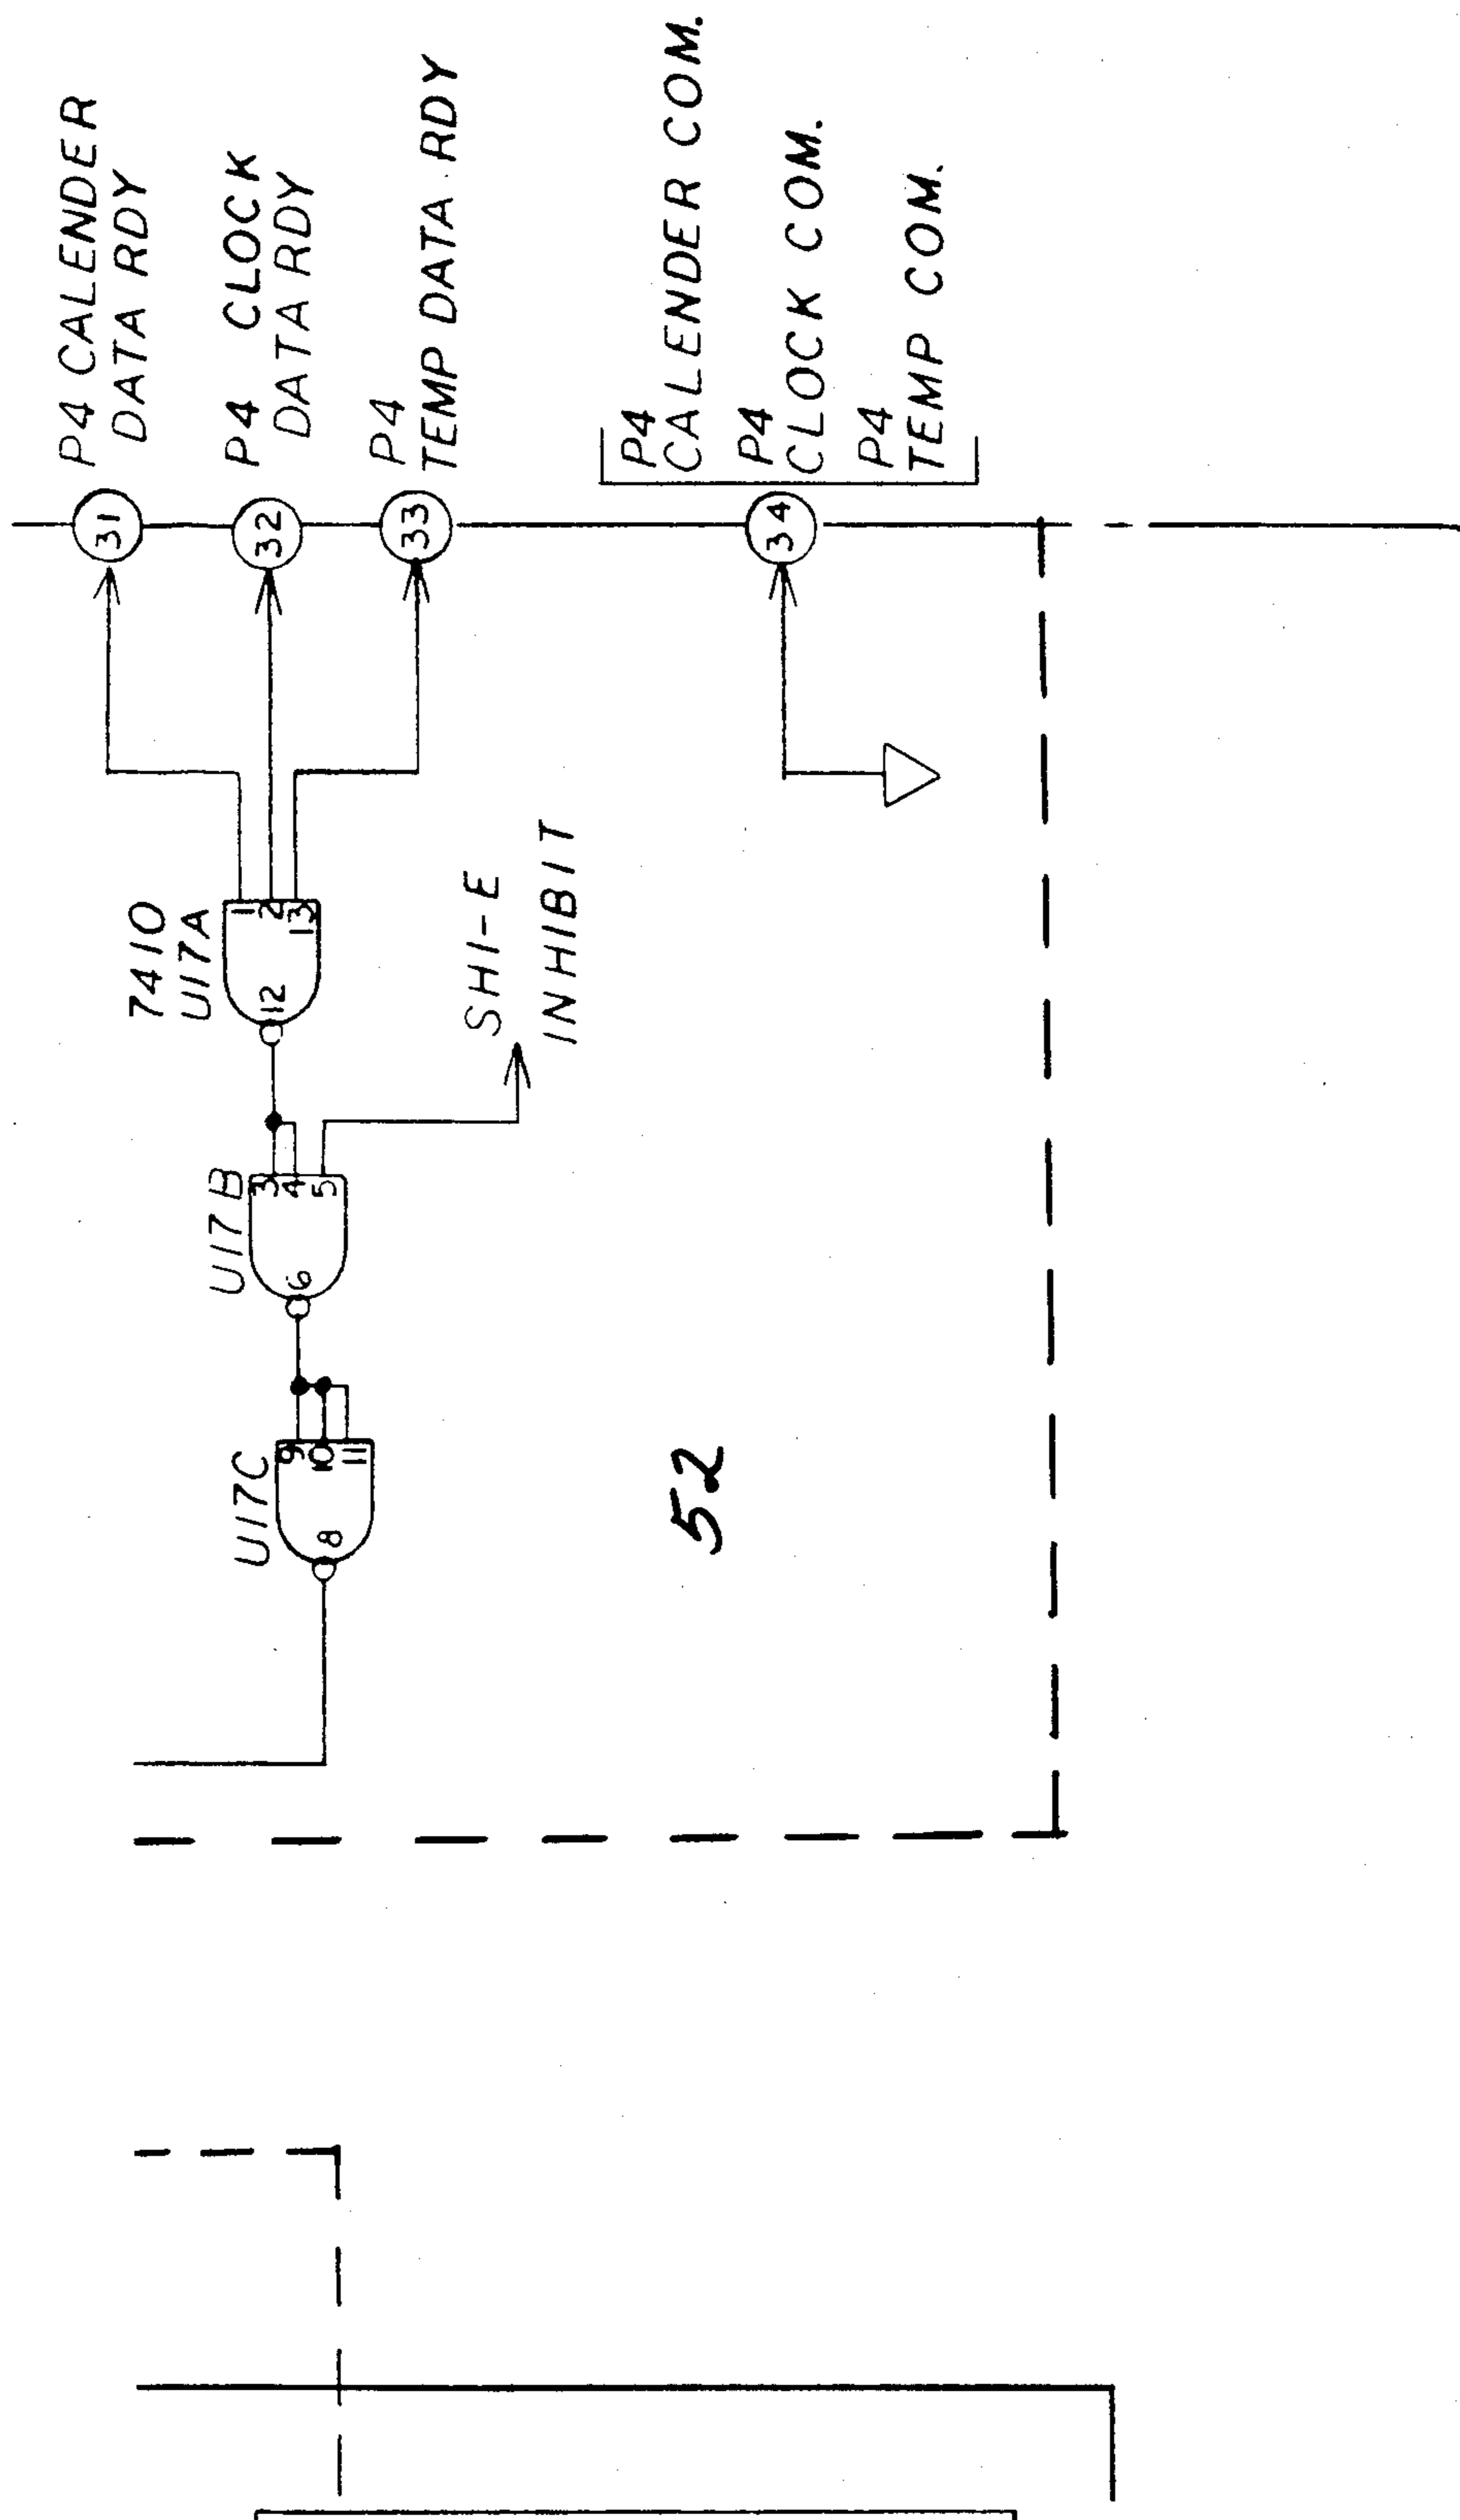 P4 CALENDER
DATA RDY
P4 CLOCK
DATA RDY
P4
TEMP DATA RDY
P4
CALENDER COM.
P4
CLOCK COM.
P4
TEMP COM.
31
32
33
34
7410
U17A
1
2
13
12
SH1-E
INHIBIT
U17B
3
4
5
6
U17C
9
10
11
8
52